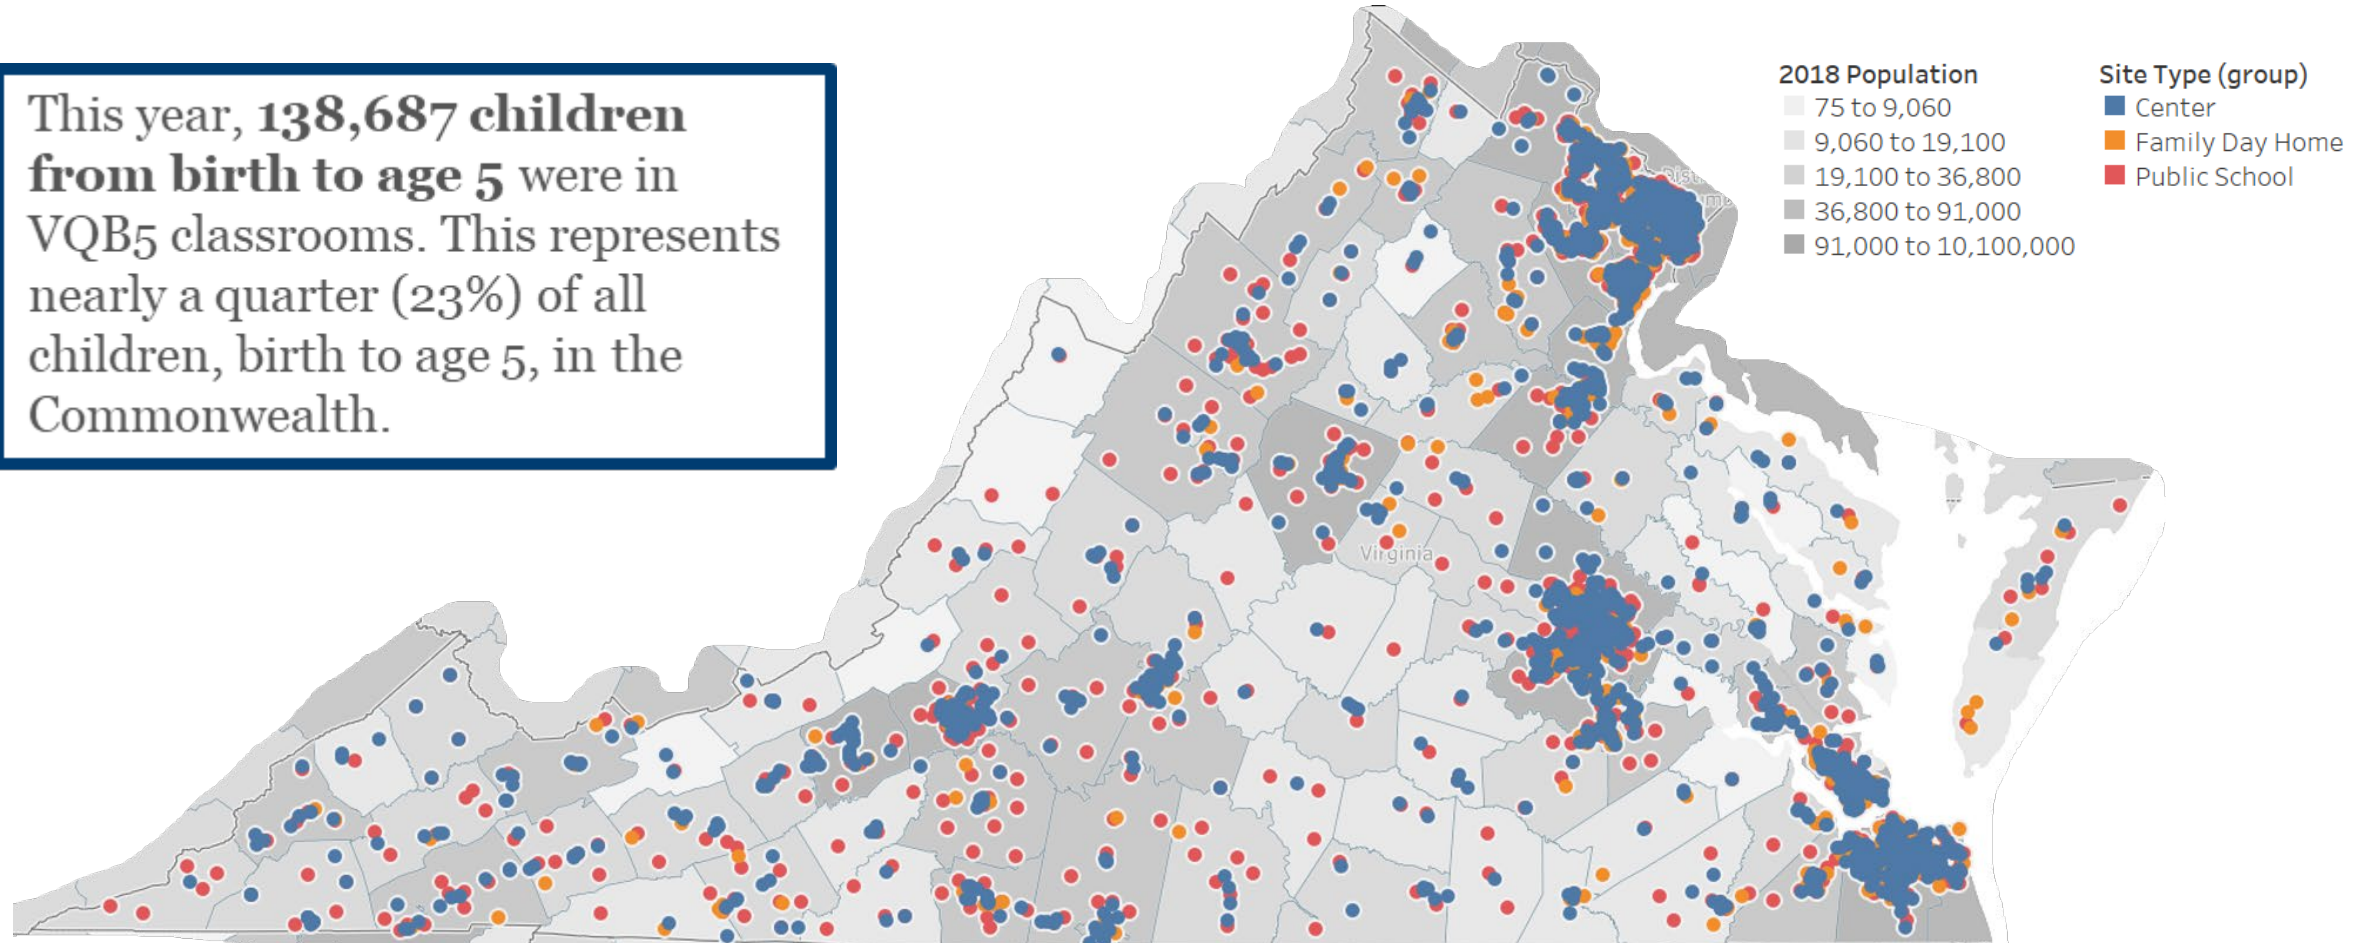 This year, 138,687 children
from birth to age 5 were in
VQB5 classrooms. This represents
nearly a quarter (23%) of all
children, birth to age 5, in the
Commonwealth.
2018 Population
75 to 9,060
9,060 to 19,100
19,100 to 36,800
36,800 to 91,000
91,000 to 10,100,000
Site Type (group)
Center
Family Day Home
Public School
Virginia